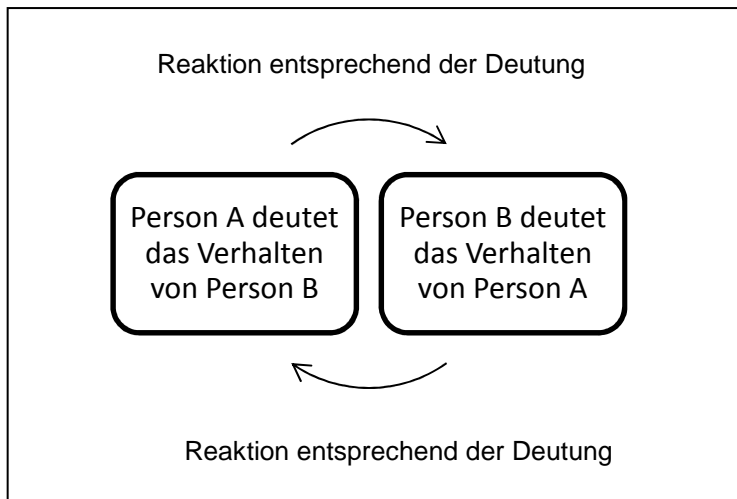 Reaktion entsprechend der Deutung
Person A deutet
das Verhalten
von Person B
Person B deutet
das Verhalten
von Person A
Reaktion entsprechend der Deutung